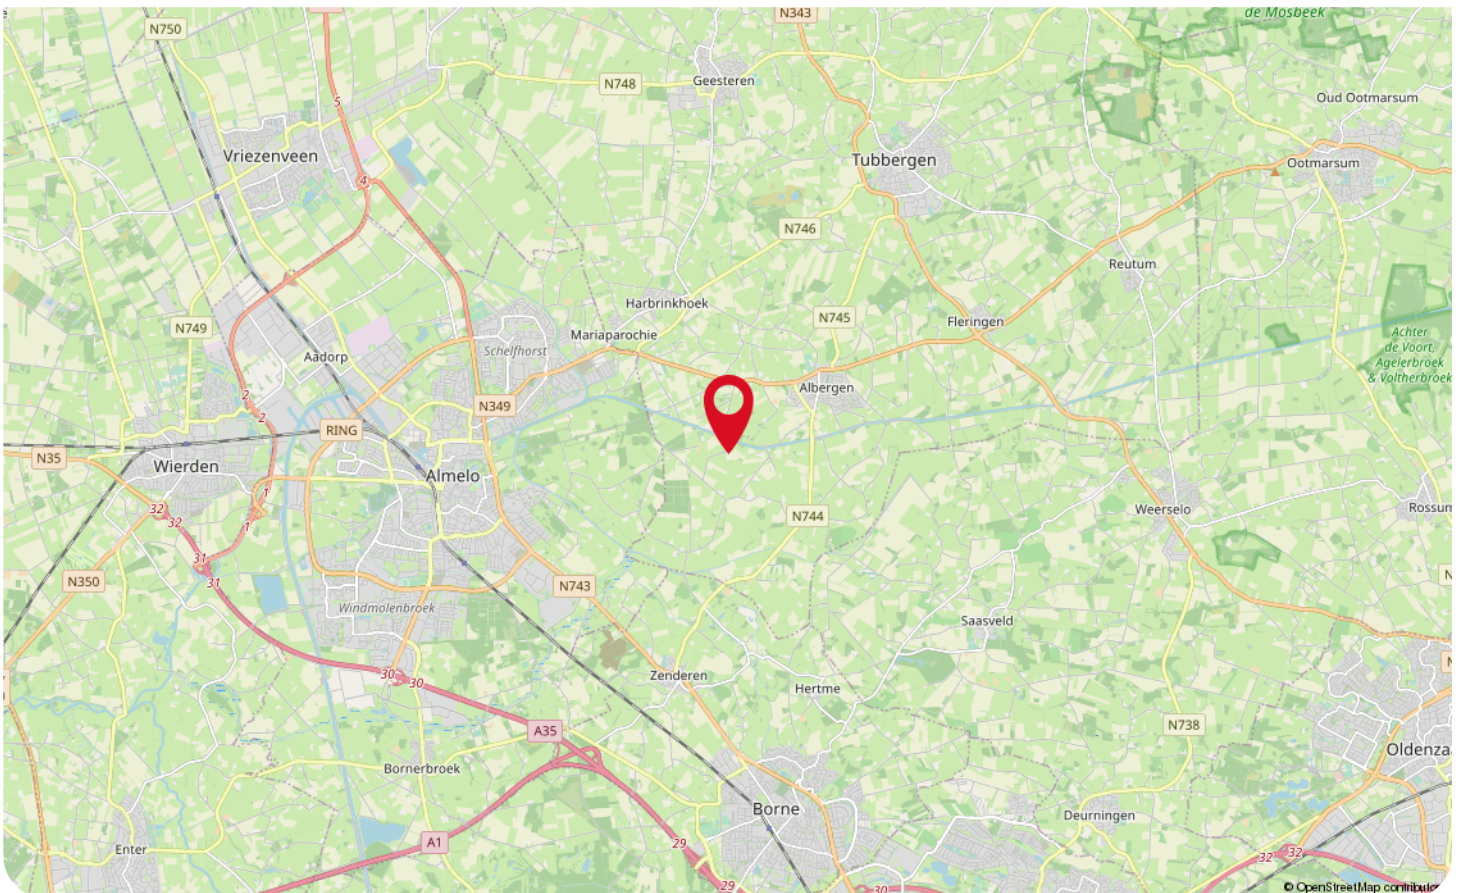 N343
de Mosbeek
N750
Geesteren
N748
5
Oud Ootmarsum
Vriezenveen
Tubbergen
Ootmarsum
4
N746
Reutum
Harbrinkhoek
N745
Fleringen
N749
Mariaparochie
Achter
de Voort,
Agelerbroek
& Voltherbroek
Schelfhorst
Aadorp
Albergen
2
2
N349
RING
N35
Wierden
Almelo
1
32
32
1
N744
Weerselo
Rossum
31
31
N350
N743
Windmolenbroek
Saasveld
Zenderen
30
30
Hertme
N738
A35
Oldenza
Bornerbroek
Borne
Deurningen
A1
Enter
29
29
32
32
30
© OpenStreetMap contributor